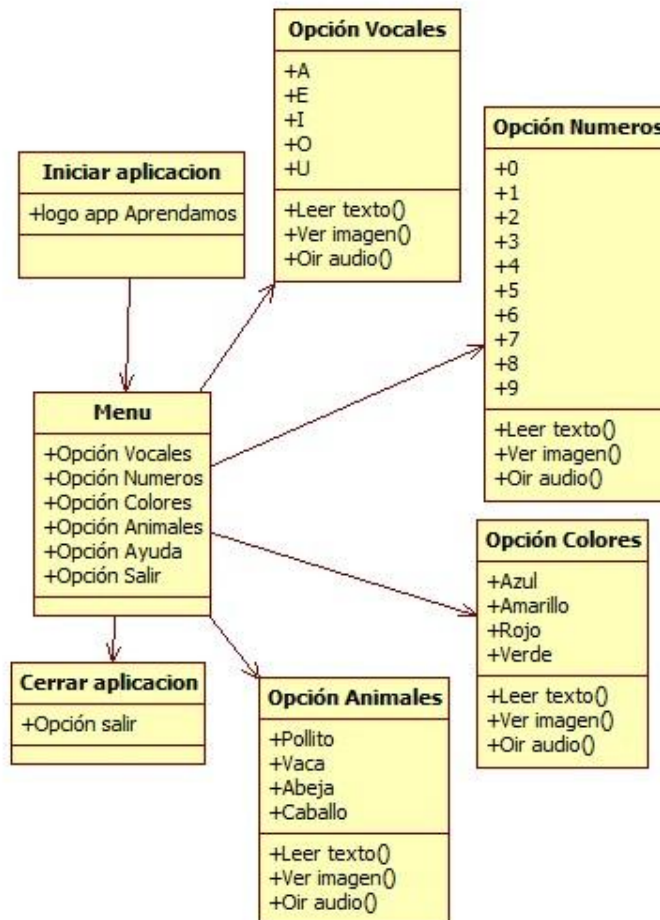 Opción Vocales
+A
+E
+I
+O
+U
+Leer texto()
+Ver imagen()
+Oir audio()
Opción Numeros
+0
+1
+2
+3
+4
+5
+6
+7
+8
+9
+Leer texto()
+Ver imagen()
+Oir audio()
Iniciar aplicacion
+logo app Aprendamos
Menu
+Opción Vocales
+Opción Numeros
+Opción Colores
+Opción Animales
+Opción Ayuda
+Opción Salir
Opción Colores
+Azul
+Amarillo
+Rojo
+Verde
+Leer texto()
+Ver imagen()
+Oir audio()
Cerrar aplicacion
+Opción salir
Opción Animales
+Pollito
+Vaca
+Abeja
+Caballo
+Leer texto()
+Ver imagen()
+Oir audio()